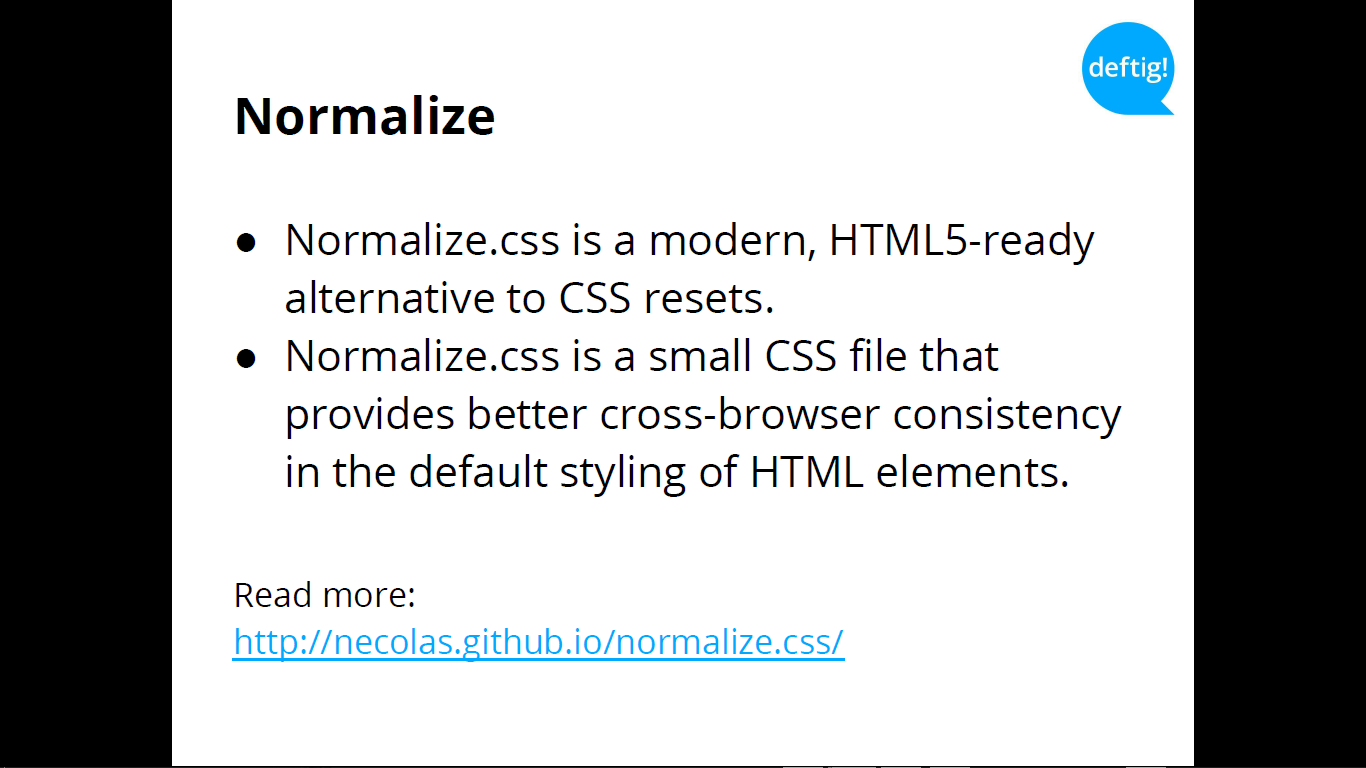 deftig!
Normalize
● Normalize.css is a modern, HTML5-ready
alternative to CSS resets.
● Normalize.css is a small CSS file that
provides better cross-browser consistency
in the default styling of HTML elements.
Read more:
http://necolas.github.io/normalize.css/